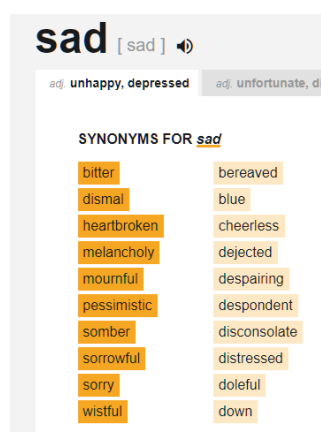 sad [ sad ]
adj. unhappy, depressed adj. unfortunate, di
SYNONYMS FOR sad
bitter bereaved
dismal blue
heartbroken cheerless
melancholy dejected
mournful despairing
pessimistic despondent
somber disconsolate
sorrowful distressed
sorry doleful
wistful down